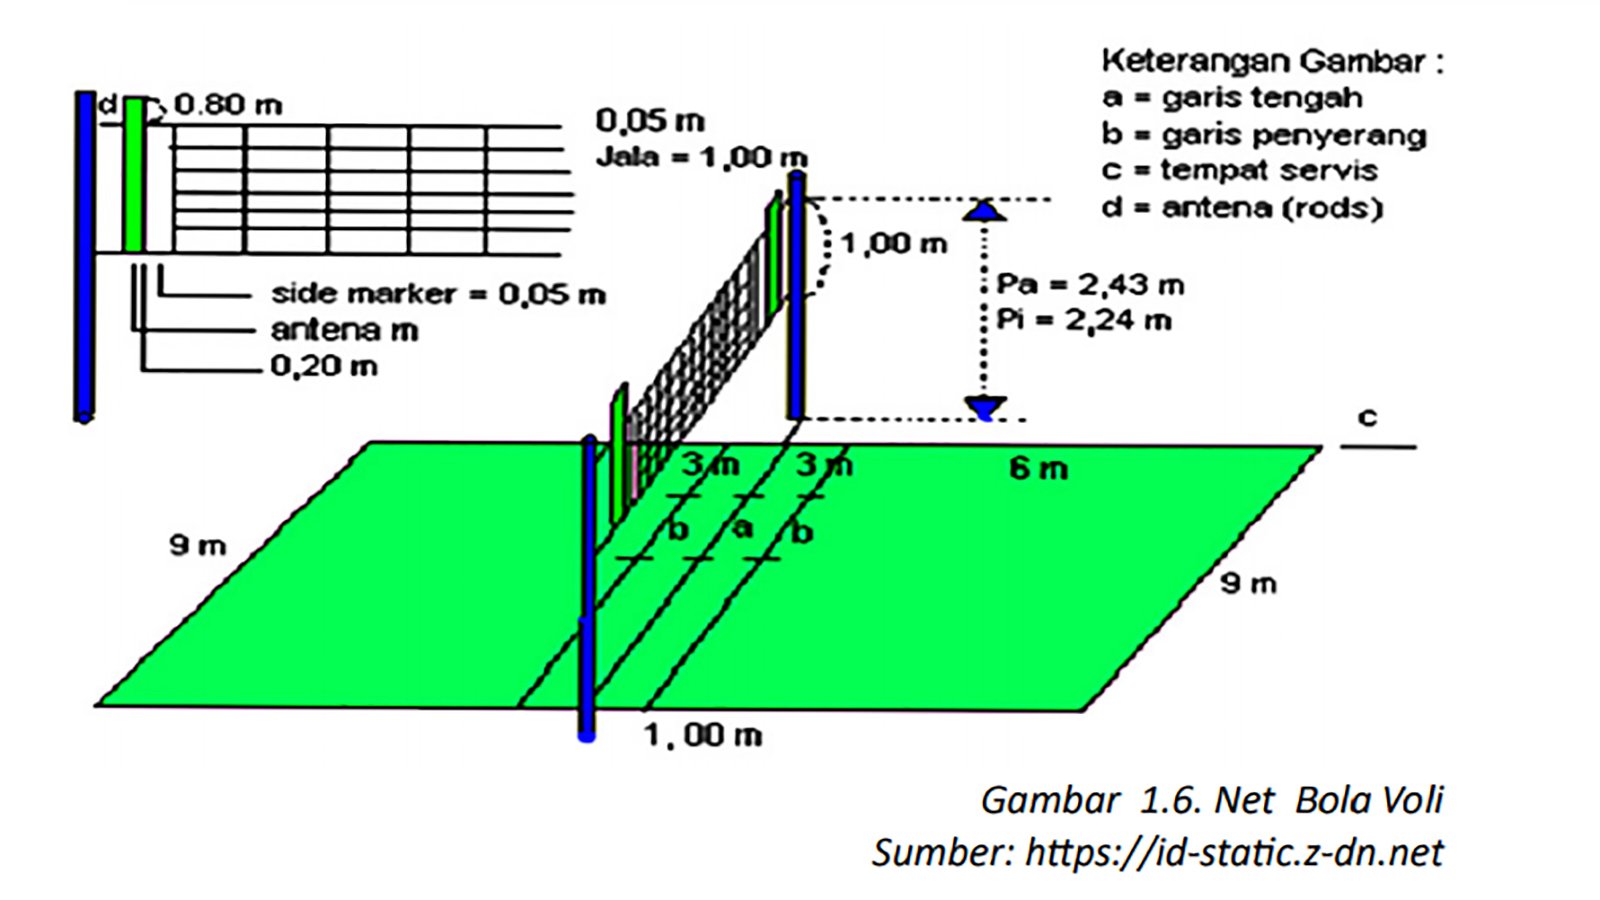 Keterangan Gambar :
a = garis tengah
b = garis penyerang
c = tempat servis
d = antena (rods)
d
0.80 m
0,05 m
Jala = 1,00 m
side marker = 0,05 m
antena m
0,20 m
1,00 m
Pa = 2,43 m
Pi = 2,24 m
c
3 m
3 m
6 m
b
a
b
9 m
9 m
1,00 m
Gambar 1.6. Net Bola Voli
Sumber: https://id-static.z-dn.net